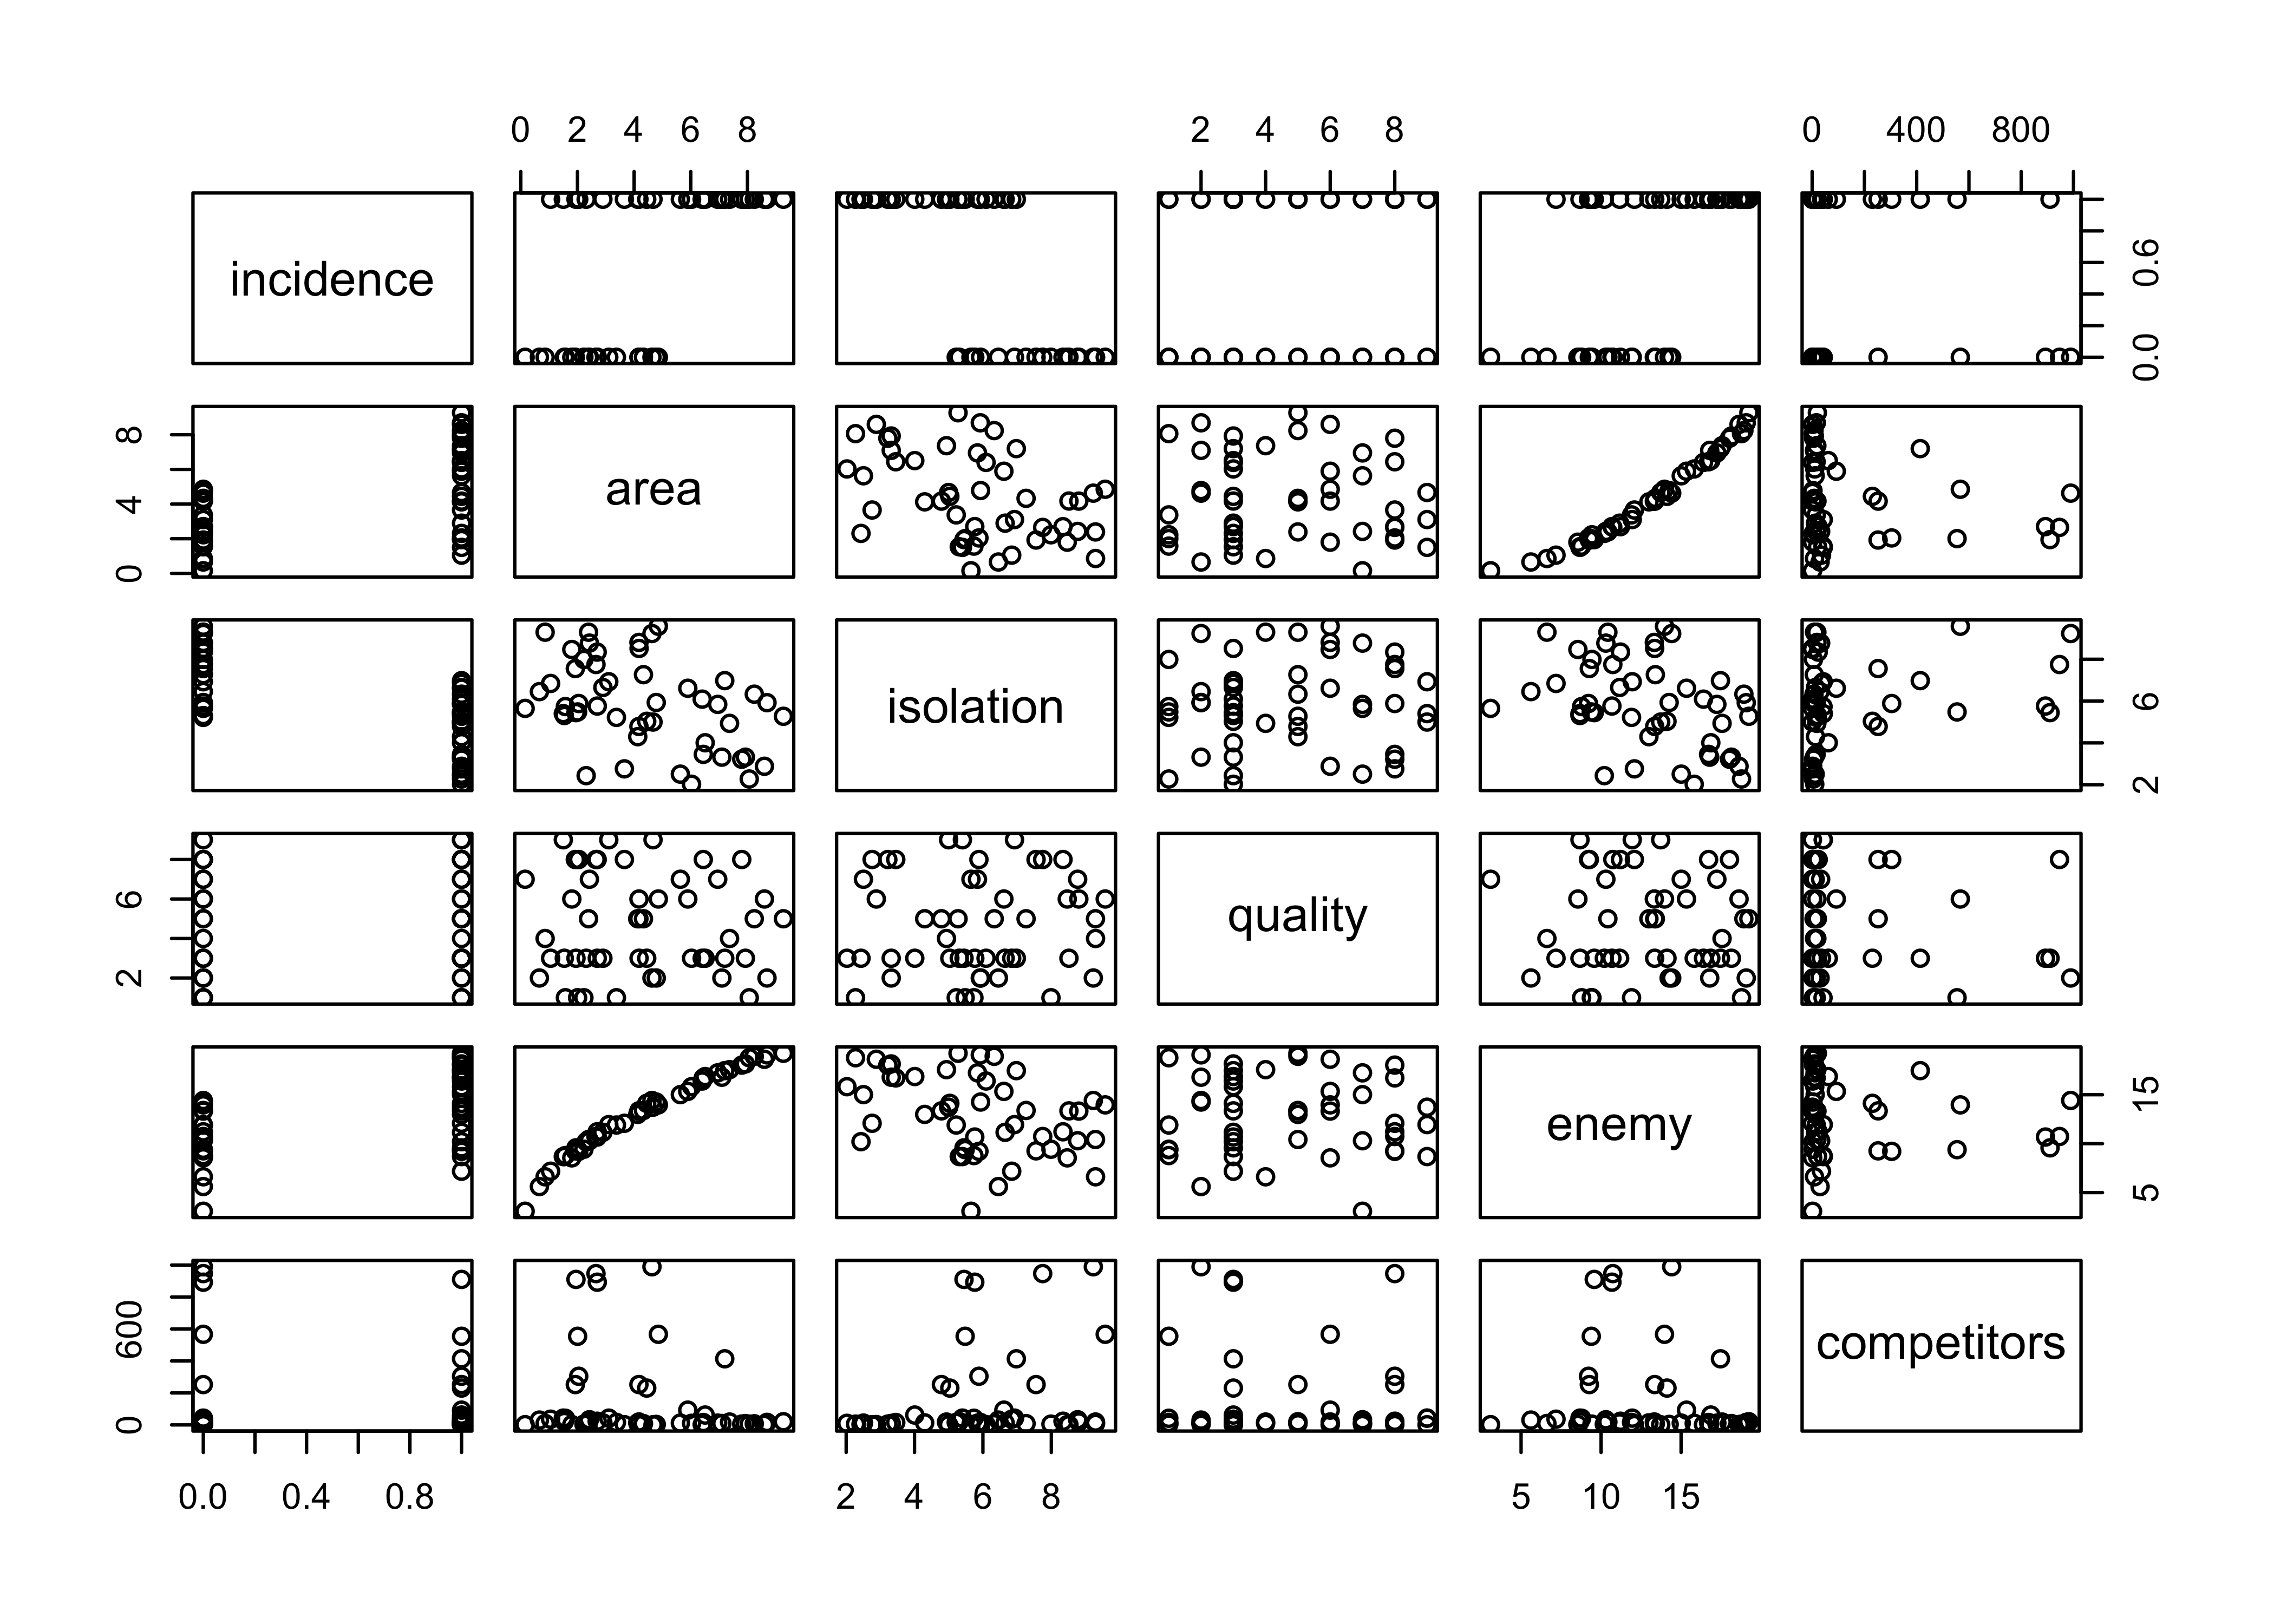 0 2 4 6 8 2 4 6 8 0 400 800
incidence
0.0 0.6
0 4 8
area
isolation
2 6
2 6
quality
enemy
5 15
0 600
competitors
0.0 0.4 0.8 2 4 6 8 5 10 15